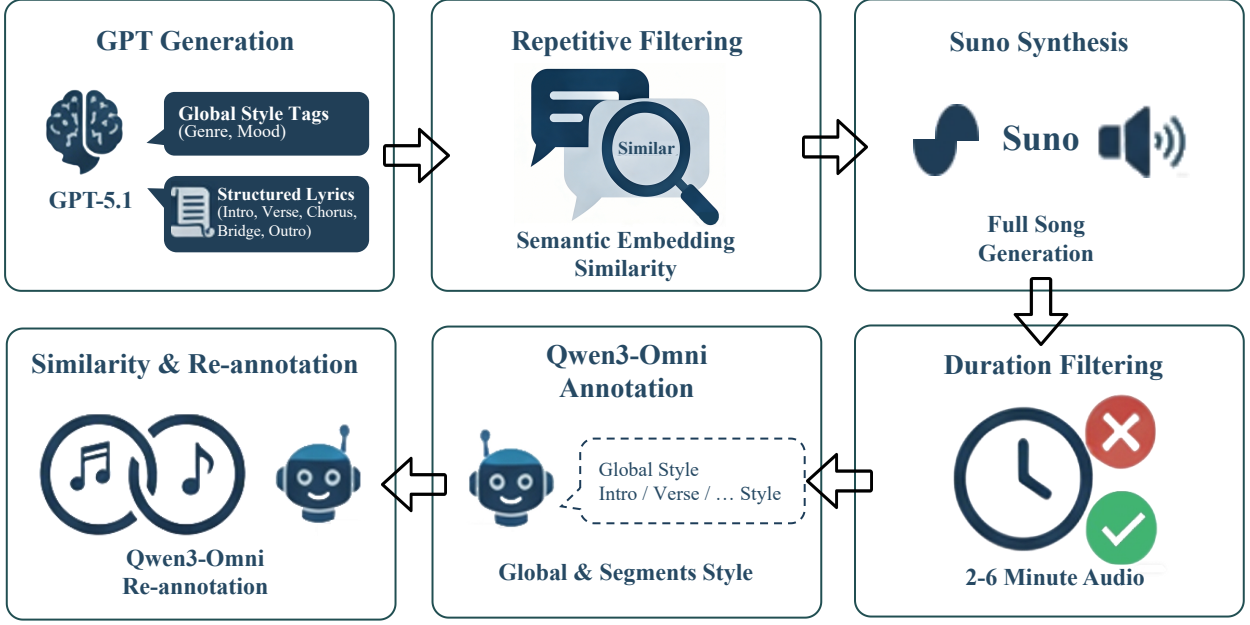 GPT Generation
Global Style Tags
(Genre, Mood)
GPT-5.1
Structured Lyrics
(Intro, Verse, Chorus,
Bridge, Outro)
Repetitive Filtering
Similar
Semantic Embedding
Similarity
Suno Synthesis
Suno
Full Song
Generation
Similarity & Re-annotation
Qwen3-Omni
Re-annotation
Qwen3-Omni
Annotation
Global Style
Intro / Verse / … Style
Global & Segments Style
Duration Filtering
2-6 Minute Audio